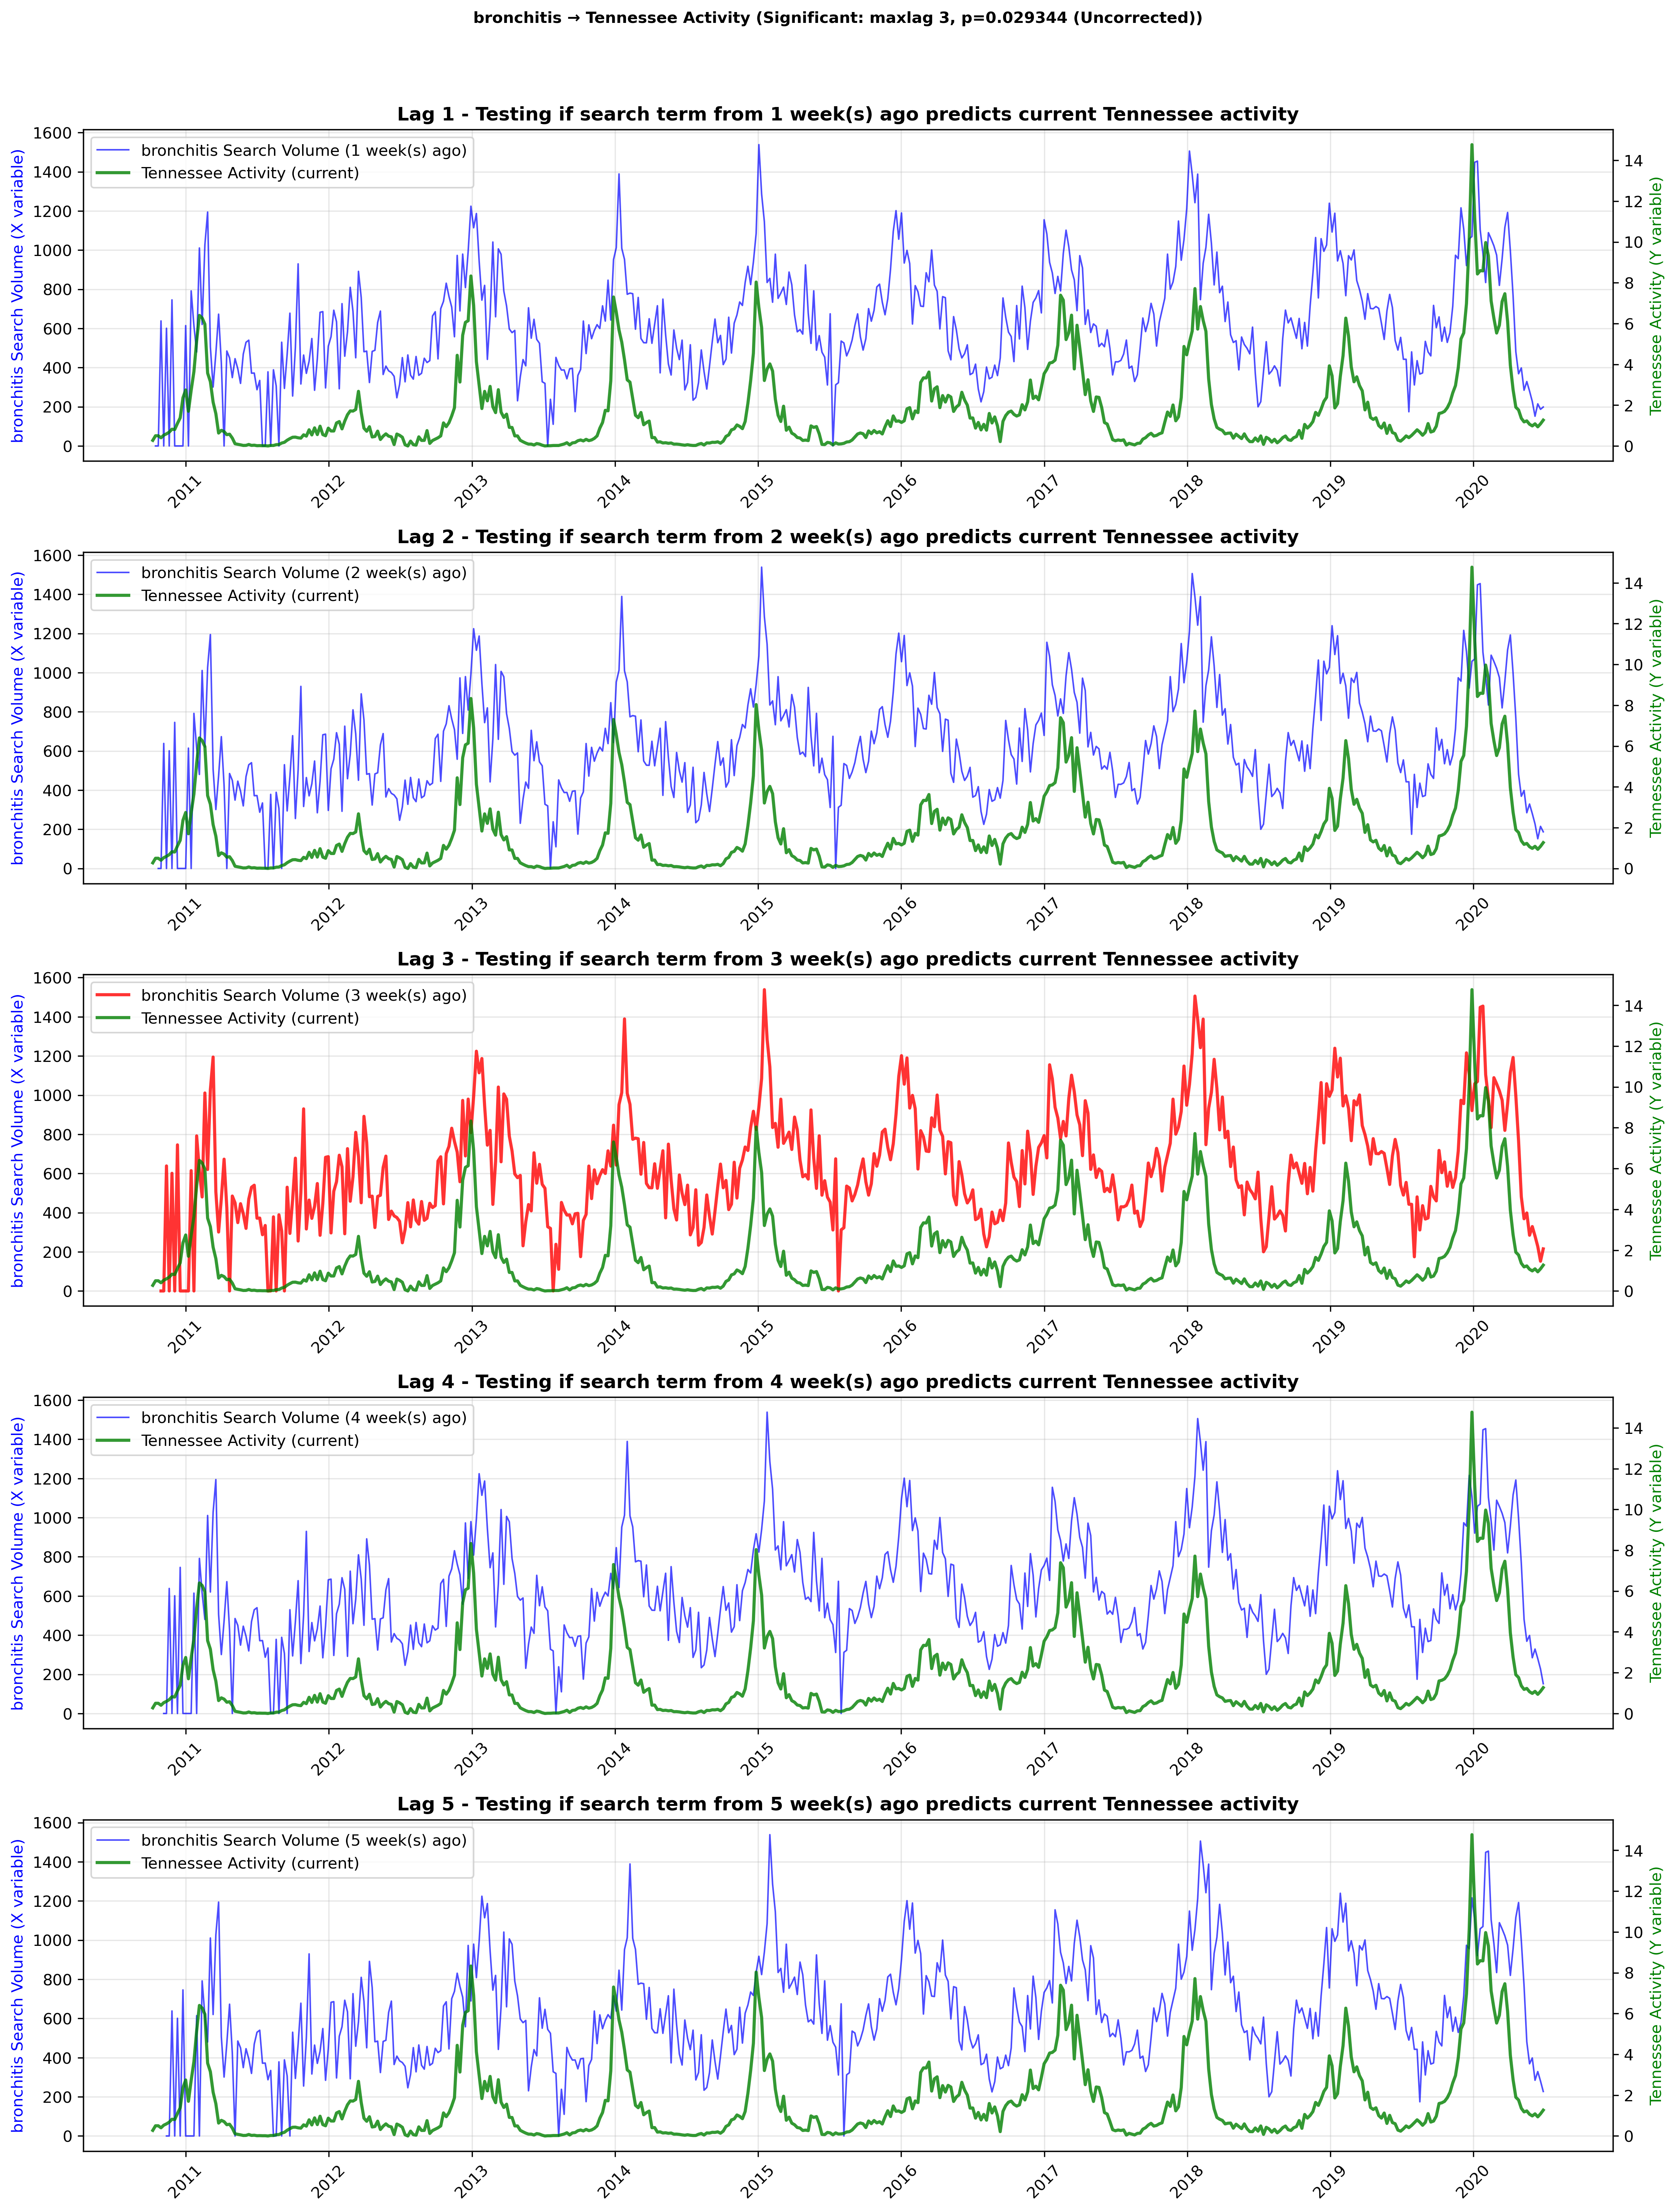 bronchitis → Tennessee Activity (Significant: maxlag 3, p=0.029344 (Uncorrected))
Lag 1 - Testing if search term from 1 week(s) ago predicts current Tennessee activity
bronchitis Search Volume (1 week(s) ago)
Tennessee Activity (current)
bronchitis Search Volume (X variable)
1600
1400
1200
1000
800
600
400
200
0
14
12
10
8
6
4
2
0
Tennessee Activity (Y variable)
2011 2012 2013 2014 2015 2016 2017 2018 2019 2020
Lag 2 - Testing if search term from 2 week(s) ago predicts current Tennessee activity
bronchitis Search Volume (2 week(s) ago)
Tennessee Activity (current)
bronchitis Search Volume (X variable)
1600
1400
1200
1000
800
600
400
200
0
14
12
10
8
6
4
2
0
Tennessee Activity (Y variable)
2011 2012 2013 2014 2015 2016 2017 2018 2019 2020
Lag 3 - Testing if search term from 3 week(s) ago predicts current Tennessee activity
bronchitis Search Volume (3 week(s) ago)
Tennessee Activity (current)
bronchitis Search Volume (X variable)
1600
1400
1200
1000
800
600
400
200
0
14
12
10
8
6
4
2
0
Tennessee Activity (Y variable)
2011 2012 2013 2014 2015 2016 2017 2018 2019 2020
Lag 4 - Testing if search term from 4 week(s) ago predicts current Tennessee activity
bronchitis Search Volume (4 week(s) ago)
Tennessee Activity (current)
bronchitis Search Volume (X variable)
1600
1400
1200
1000
800
600
400
200
0
14
12
10
8
6
4
2
0
Tennessee Activity (Y variable)
2011 2012 2013 2014 2015 2016 2017 2018 2019 2020
Lag 5 - Testing if search term from 5 week(s) ago predicts current Tennessee activity
bronchitis Search Volume (5 week(s) ago)
Tennessee Activity (current)
bronchitis Search Volume (X variable)
1600
1400
1200
1000
800
600
400
200
0
14
12
10
8
6
4
2
0
Tennessee Activity (Y variable)
2011 2012 2013 2014 2015 2016 2017 2018 2019 2020